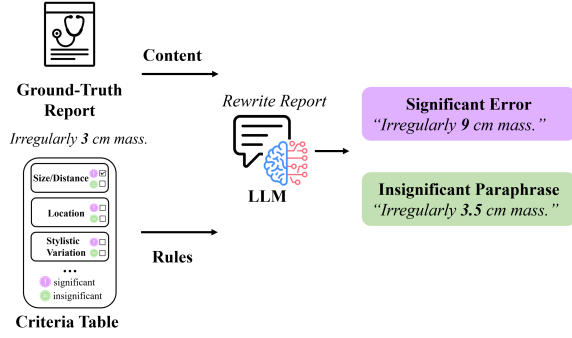 Ground-Truth
Report
Irregularly 3 cm mass.
Size/Distance
Location
Stylistic
Variation
...
significant
insignificant
Criteria Table
Content
Rules
Rewrite Report
LLM
Significant Error
“Irregularly 9 cm mass.”
Insignificant Paraphrase
“Irregularly 3.5 cm mass.”